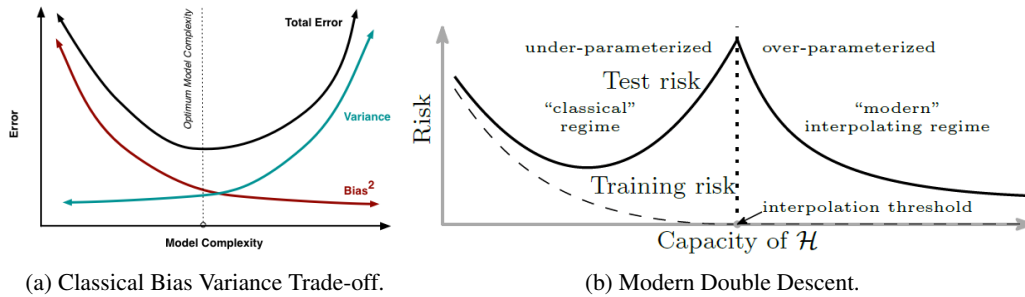 Total Error
Optimum Model Complexity
Variance
Error
Bias²
Model Complexity
(a) Classical Bias Variance Trade-off.
under-parameterized
over-parameterized
Test risk
"classical"
regime
"modern"
interpolating regime
Risk
Training risk
interpolation threshold
Capacity of ℋ
(b) Modern Double Descent.